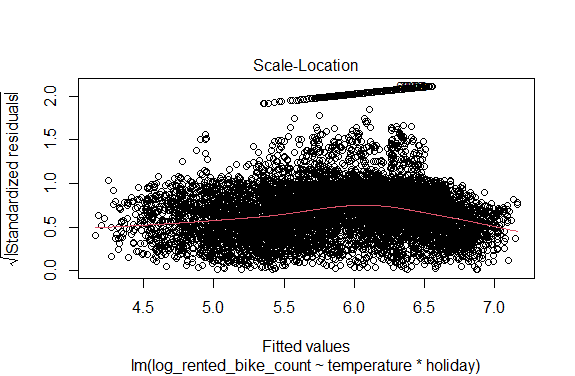 Scale-Location
√|Standardized residuals|
2.0
1.5
1.0
0.5
0.0
4.5 5.0 5.5 6.0 6.5 7.0
Fitted values
lm(log_rented_bike_count ~ temperature * holiday)